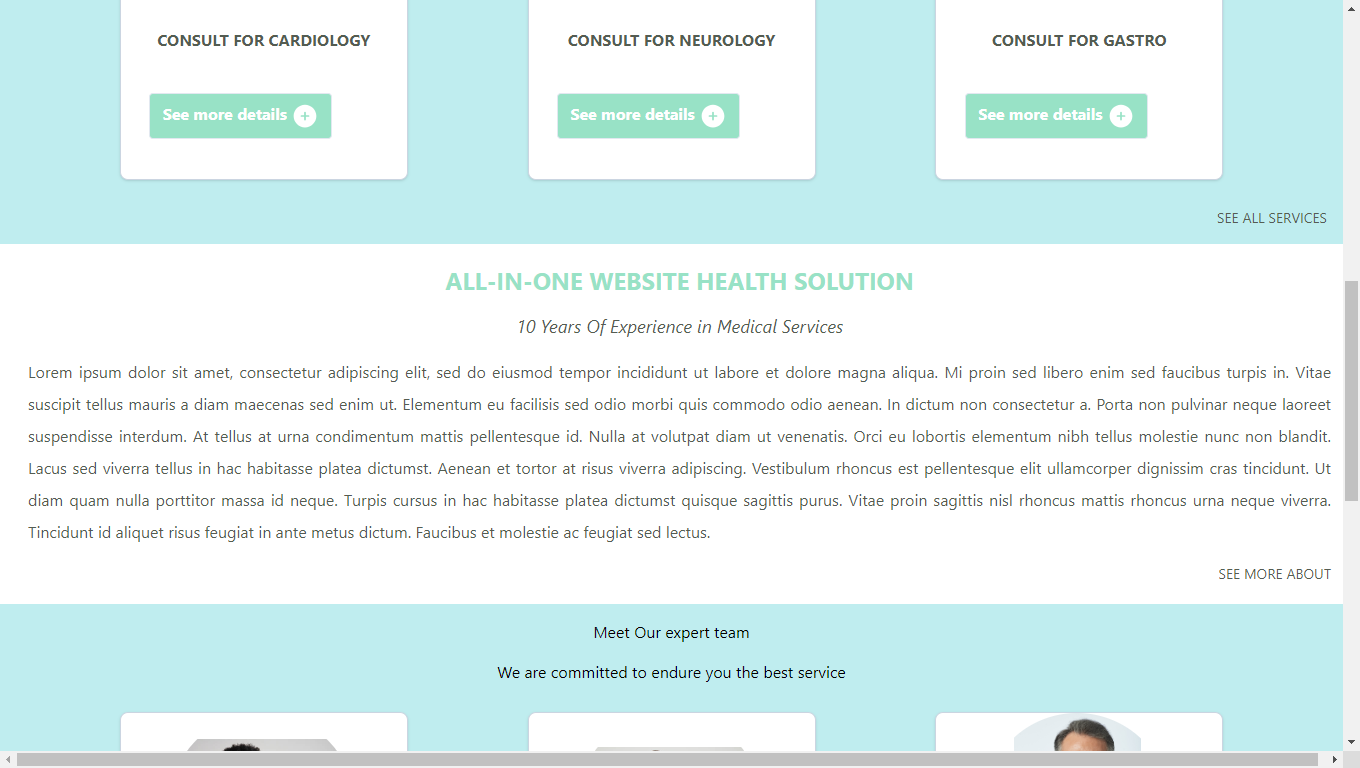 CONSULT FOR CARDIOLOGY
CONSULT FOR NEUROLOGY
CONSULT FOR GASTRO
See more details
See more details
See more details
SEE ALL SERVICES
ALL-IN-ONE WEBSITE HEALTH SOLUTION
10 Years Of Experience in Medical Services
Lorem ipsum dolor sit amet, consectetur adipiscing elit, sed do eiusmod tempor incididunt ut labore et dolore magna aliqua. Mi proin sed libero enim sed faucibus turpis in. Vitae
suscipit tellus mauris a diam maecenas sed enim ut. Elementum eu facilisis sed odio morbi quis commodo odio aenean. In dictum non consectetur a. Porta non pulvinar neque laoreet
suspendisse interdum. At tellus at urna condimentum mattis pellentesque id. Nulla at volutpat diam ut venenatis. Orci eu lobortis elementum nibh tellus molestie nunc non blandit.
Lacus sed viverra tellus in hac habitasse platea dictumst. Aenean et tortor at risus viverra adipiscing. Vestibulum rhoncus est pellentesque elit ullamcorper dignissim cras tincidunt. Ut
diam quam nulla porttitor massa id neque. Turpis cursus in hac habitasse platea dictumst quisque sagittis purus. Vitae proin sagittis nisl rhoncus mattis rhoncus urna neque viverra.
Tincidunt id aliquet risus feugiat in ante metus dictum. Faucibus et molestie ac feugiat sed lectus.
SEE MORE ABOUT
Meet Our expert team
We are committed to endure you the best service